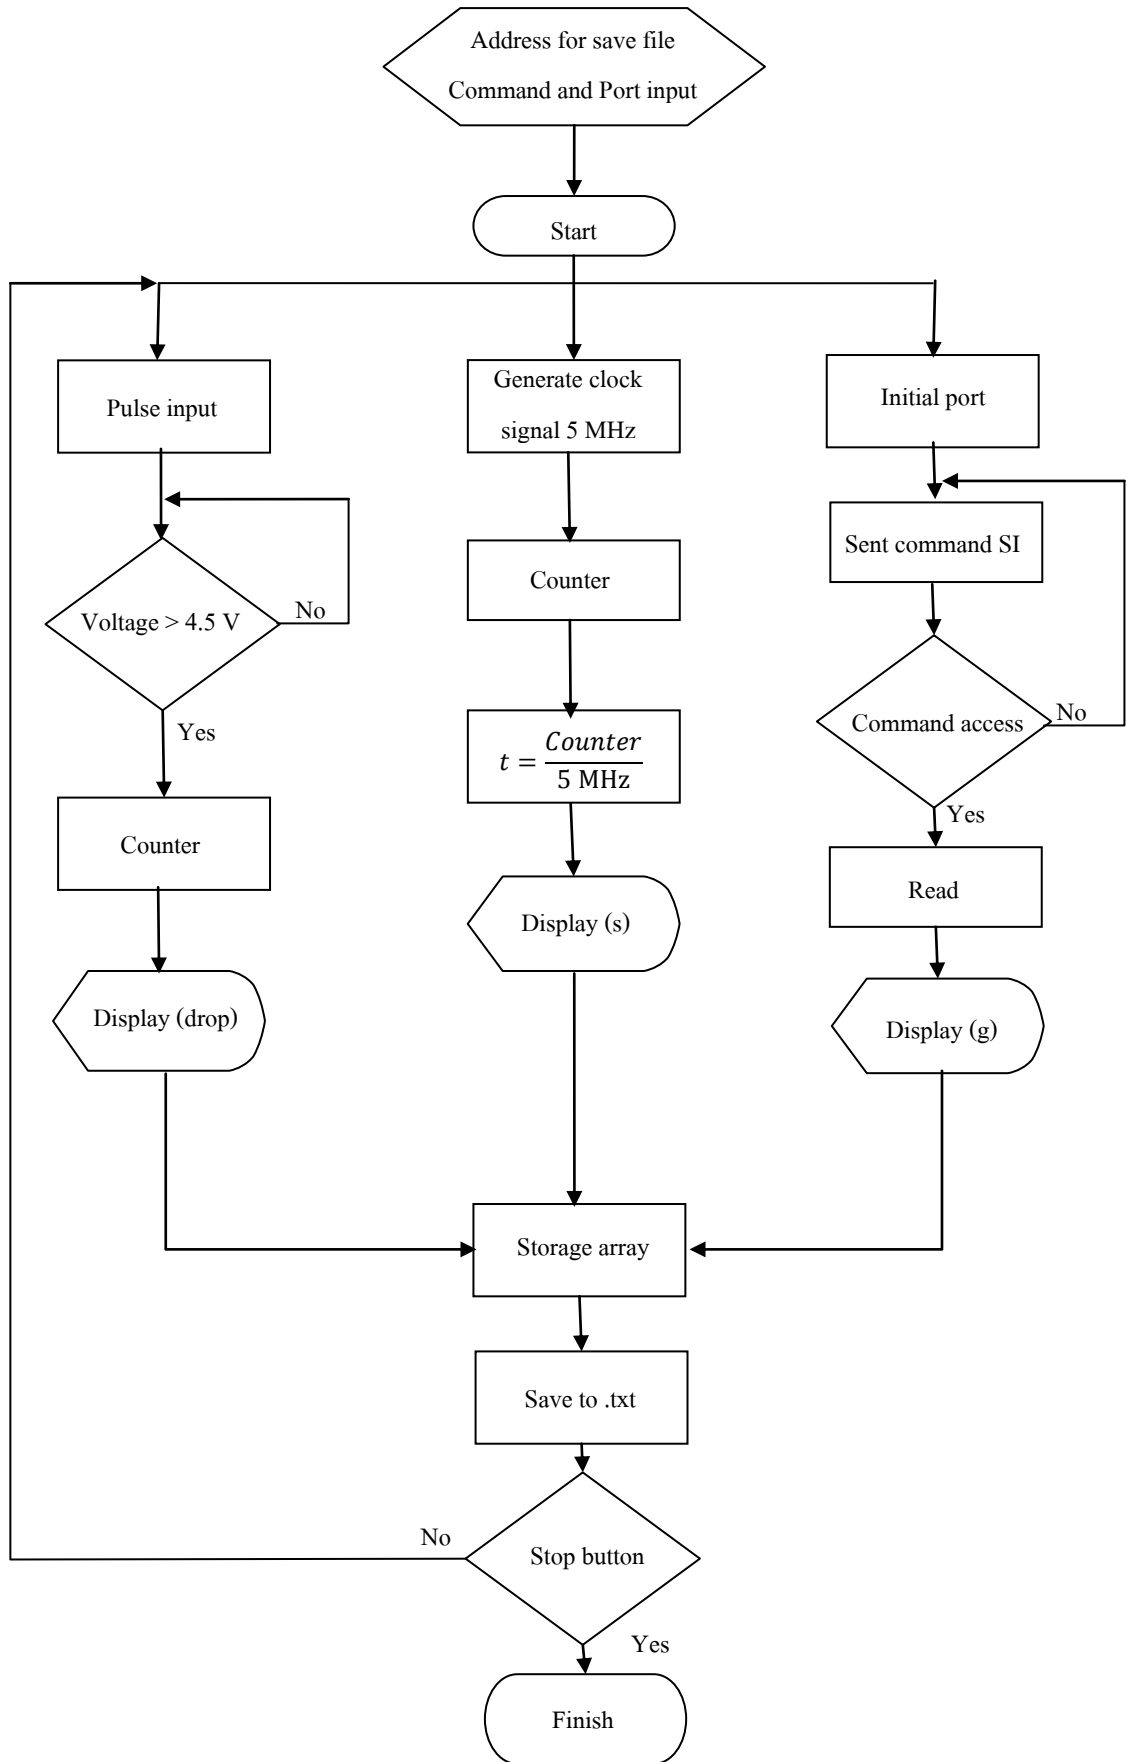 Address for save file
Command and Port input
Start
Pulse input
Generate clock
signal 5 MHz
Initial port
Sent command SI
Counter
Voltage > 4.5 V
No
Command access
No
Yes
t = Counter / 5 MHz
Yes
Counter
Read
Display (s)
Display (drop)
Display (g)
Storage array
Save to .txt
No
Stop button
Yes
Finish